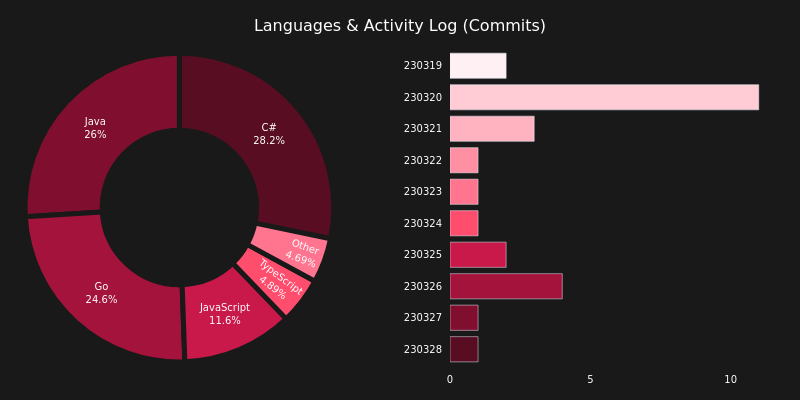 Languages & Activity Log (Commits)
Java
26%
C#
28.2%
Other
4.69%
TypeScript
4.89%
JavaScript
11.6%
Go
24.6%
230319
230320
230321
230322
230323
230324
230325
230326
230327
230328
0 5 10